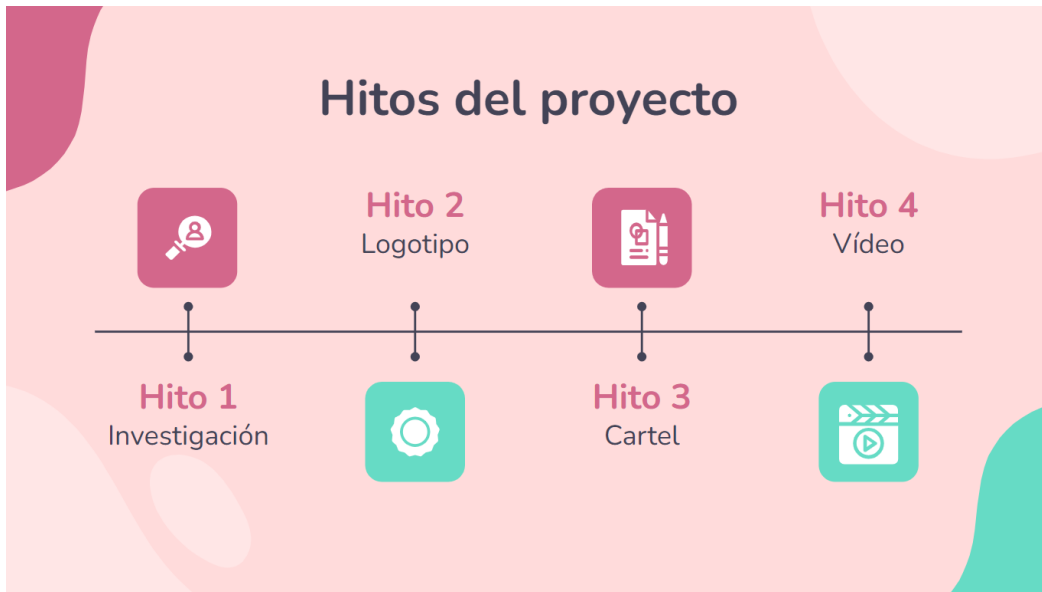 Hitos del proyecto
Hito 1
Investigación
Hito 2
Logotipo
Hito 3
Cartel
Hito 4
Vídeo